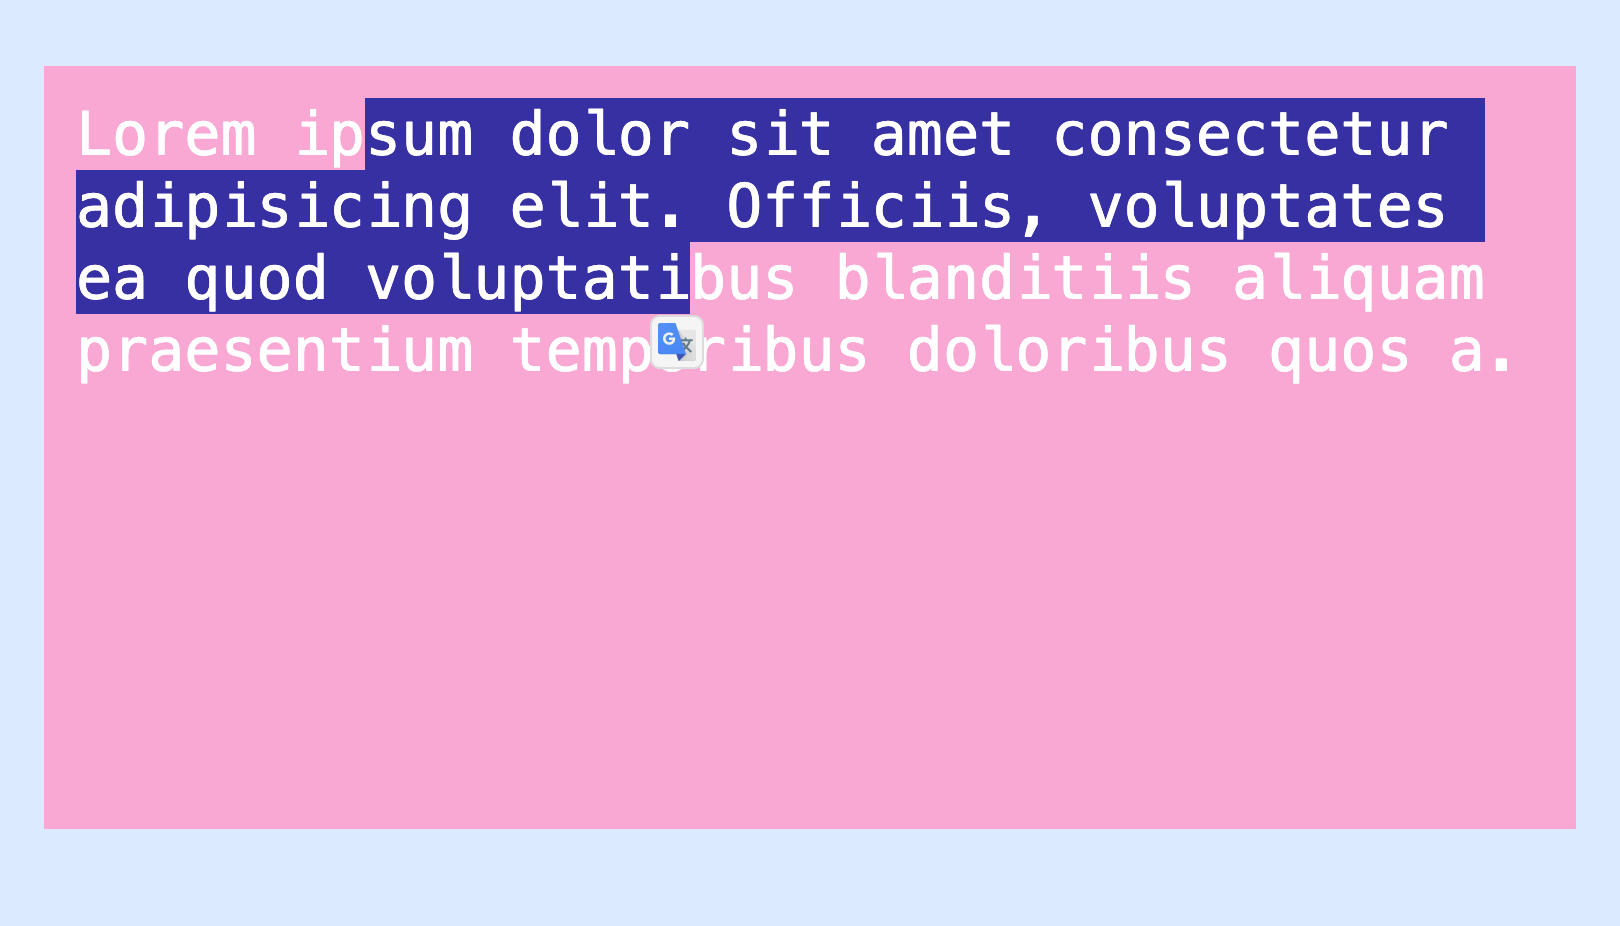 Lorem ipsum dolor sit amet consectetur
adipisicing elit. Officiis, voluptates
ea quod voluptatibus blanditiis aliquam
praesentium temporibus doloribus quos a.